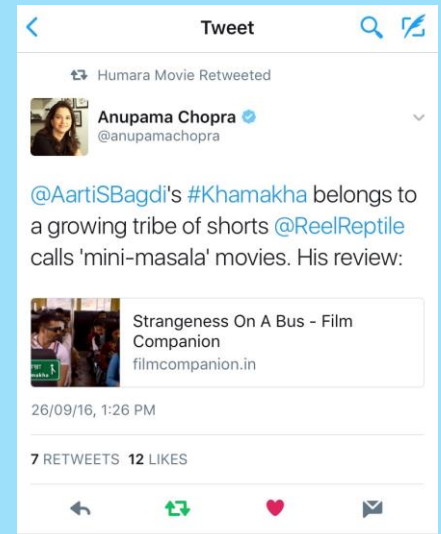 Tweet
Humara Movie Retweeted
Anupama Chopra
@anupamachopra
@AartiSBagdi's #Khamakha belongs to
a growing tribe of shorts @ReelReptile
calls 'mini-masala' movies. His review:
Strangeness On A Bus - Film
Companion
filmcompanion.in
26/09/16, 1:26 PM
7 RETWEETS 12 LIKES